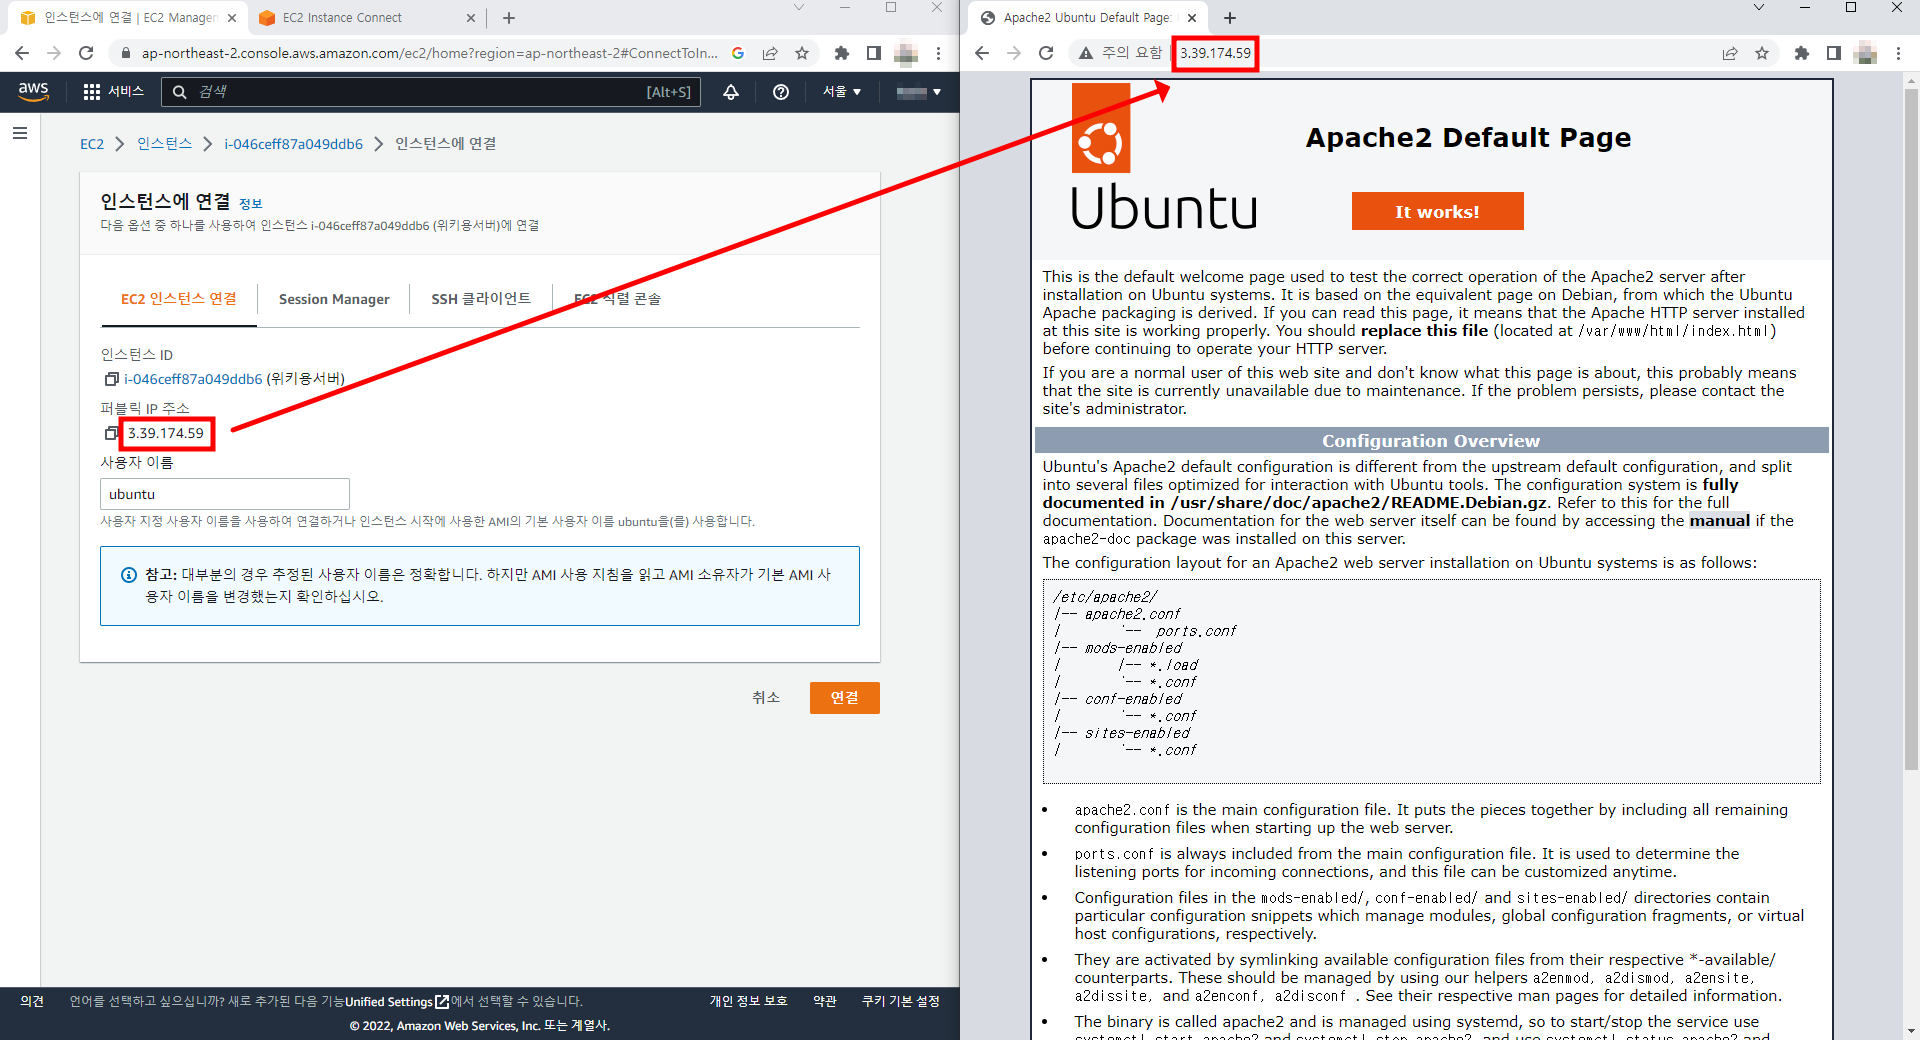 인스턴스에 연결 | EC2 Manager
EC2 Instance Connect
ap-northeast-2.console.aws.amazon.com/ec2/home?region=ap-northeast-2#ConnectToIn...
aws
서비스
검색
[Alt+S]
서울
EC2
인스턴스
i-046ceff87a049ddb6
인스턴스에 연결
인스턴스에 연결 정보
다음 옵션 중 하나를 사용하여 인스턴스 i-046ceff87a049ddb6 (위키용서버)에 연결
EC2 인스턴스 연결
Session Manager
SSH 클라이언트
EC2 직렬 콘솔
인스턴스 ID
i-046ceff87a049ddb6 (위키용서버)
퍼블릭 IP 주소
3.39.174.59
사용자 이름
ubuntu
사용자 지정 사용자 이름을 사용하여 연결하거나 인스턴스 시작에 사용한 AMI의 기본 사용자 이름 ubuntu을(를) 사용합니다.
참고: 대부분의 경우 추정된 사용자 이름은 정확합니다. 하지만 AMI 사용 지침을 읽고 AMI 소유자가 기본 AMI 사
용자 이름을 변경했는지 확인하십시오.
취소
연결
의견
언어를 선택하고 싶으십니까? 새로 추가된 다음 기능Unified Settings에서 선택할 수 있습니다.
개인 정보 보호
약관
쿠키 기본 설정
© 2022, Amazon Web Services, Inc. 또는 계열사.
Apache2 Ubuntu Default Page:
주의 요함
3.39.174.59
Ubuntu
Apache2 Default Page
It works!
This is the default welcome page used to test the correct operation of the Apache2 server after
installation on Ubuntu systems. It is based on the equivalent page on Debian, from which the Ubuntu
Apache packaging is derived. If you can read this page, it means that the Apache HTTP server installed
at this site is working properly. You should replace this file (located at /var/www/html/index.html)
before continuing to operate your HTTP server.
If you are a normal user of this web site and don't know what this page is about, this probably means
that the site is currently unavailable due to maintenance. If the problem persists, please contact the
site's administrator.
Configuration Overview
Ubuntu's Apache2 default configuration is different from the upstream default configuration, and split
into several files optimized for interaction with Ubuntu tools. The configuration system is fully
documented in /usr/share/doc/apache2/README.Debian.gz. Refer to this for the full
documentation. Documentation for the web server itself can be found by accessing the manual if the
apache2-doc package was installed on this server.
The configuration layout for an Apache2 web server installation on Ubuntu systems is as follows:
/etc/apache2/
|-- apache2.conf
|       `--  ports.conf
|-- mods-enabled
|       |-- *.load
|       `-- *.conf
|-- conf-enabled
|       `-- *.conf
|-- sites-enabled
|       `-- *.conf
• apache2.conf is the main configuration file. It puts the pieces together by including all remaining
configuration files when starting up the web server.
• ports.conf is always included from the main configuration file. It is used to determine the
listening ports for incoming connections, and this file can be customized anytime.
• Configuration files in the mods-enabled/, conf-enabled/ and sites-enabled/ directories contain
particular configuration snippets which manage modules, global configuration fragments, or virtual
host configurations, respectively.
• They are activated by symlinking available configuration files from their respective *-available/
counterparts. These should be managed by using our helpers a2enmod, a2dismod, a2ensite,
a2dissite, and a2enconf, a2disconf . See their respective man pages for detailed information.
• The binary is called apache2 and is managed using systemd, so to start/stop the service use
systemctl start apache2 and systemctl stop apache2, and use systemctl status apache2 and